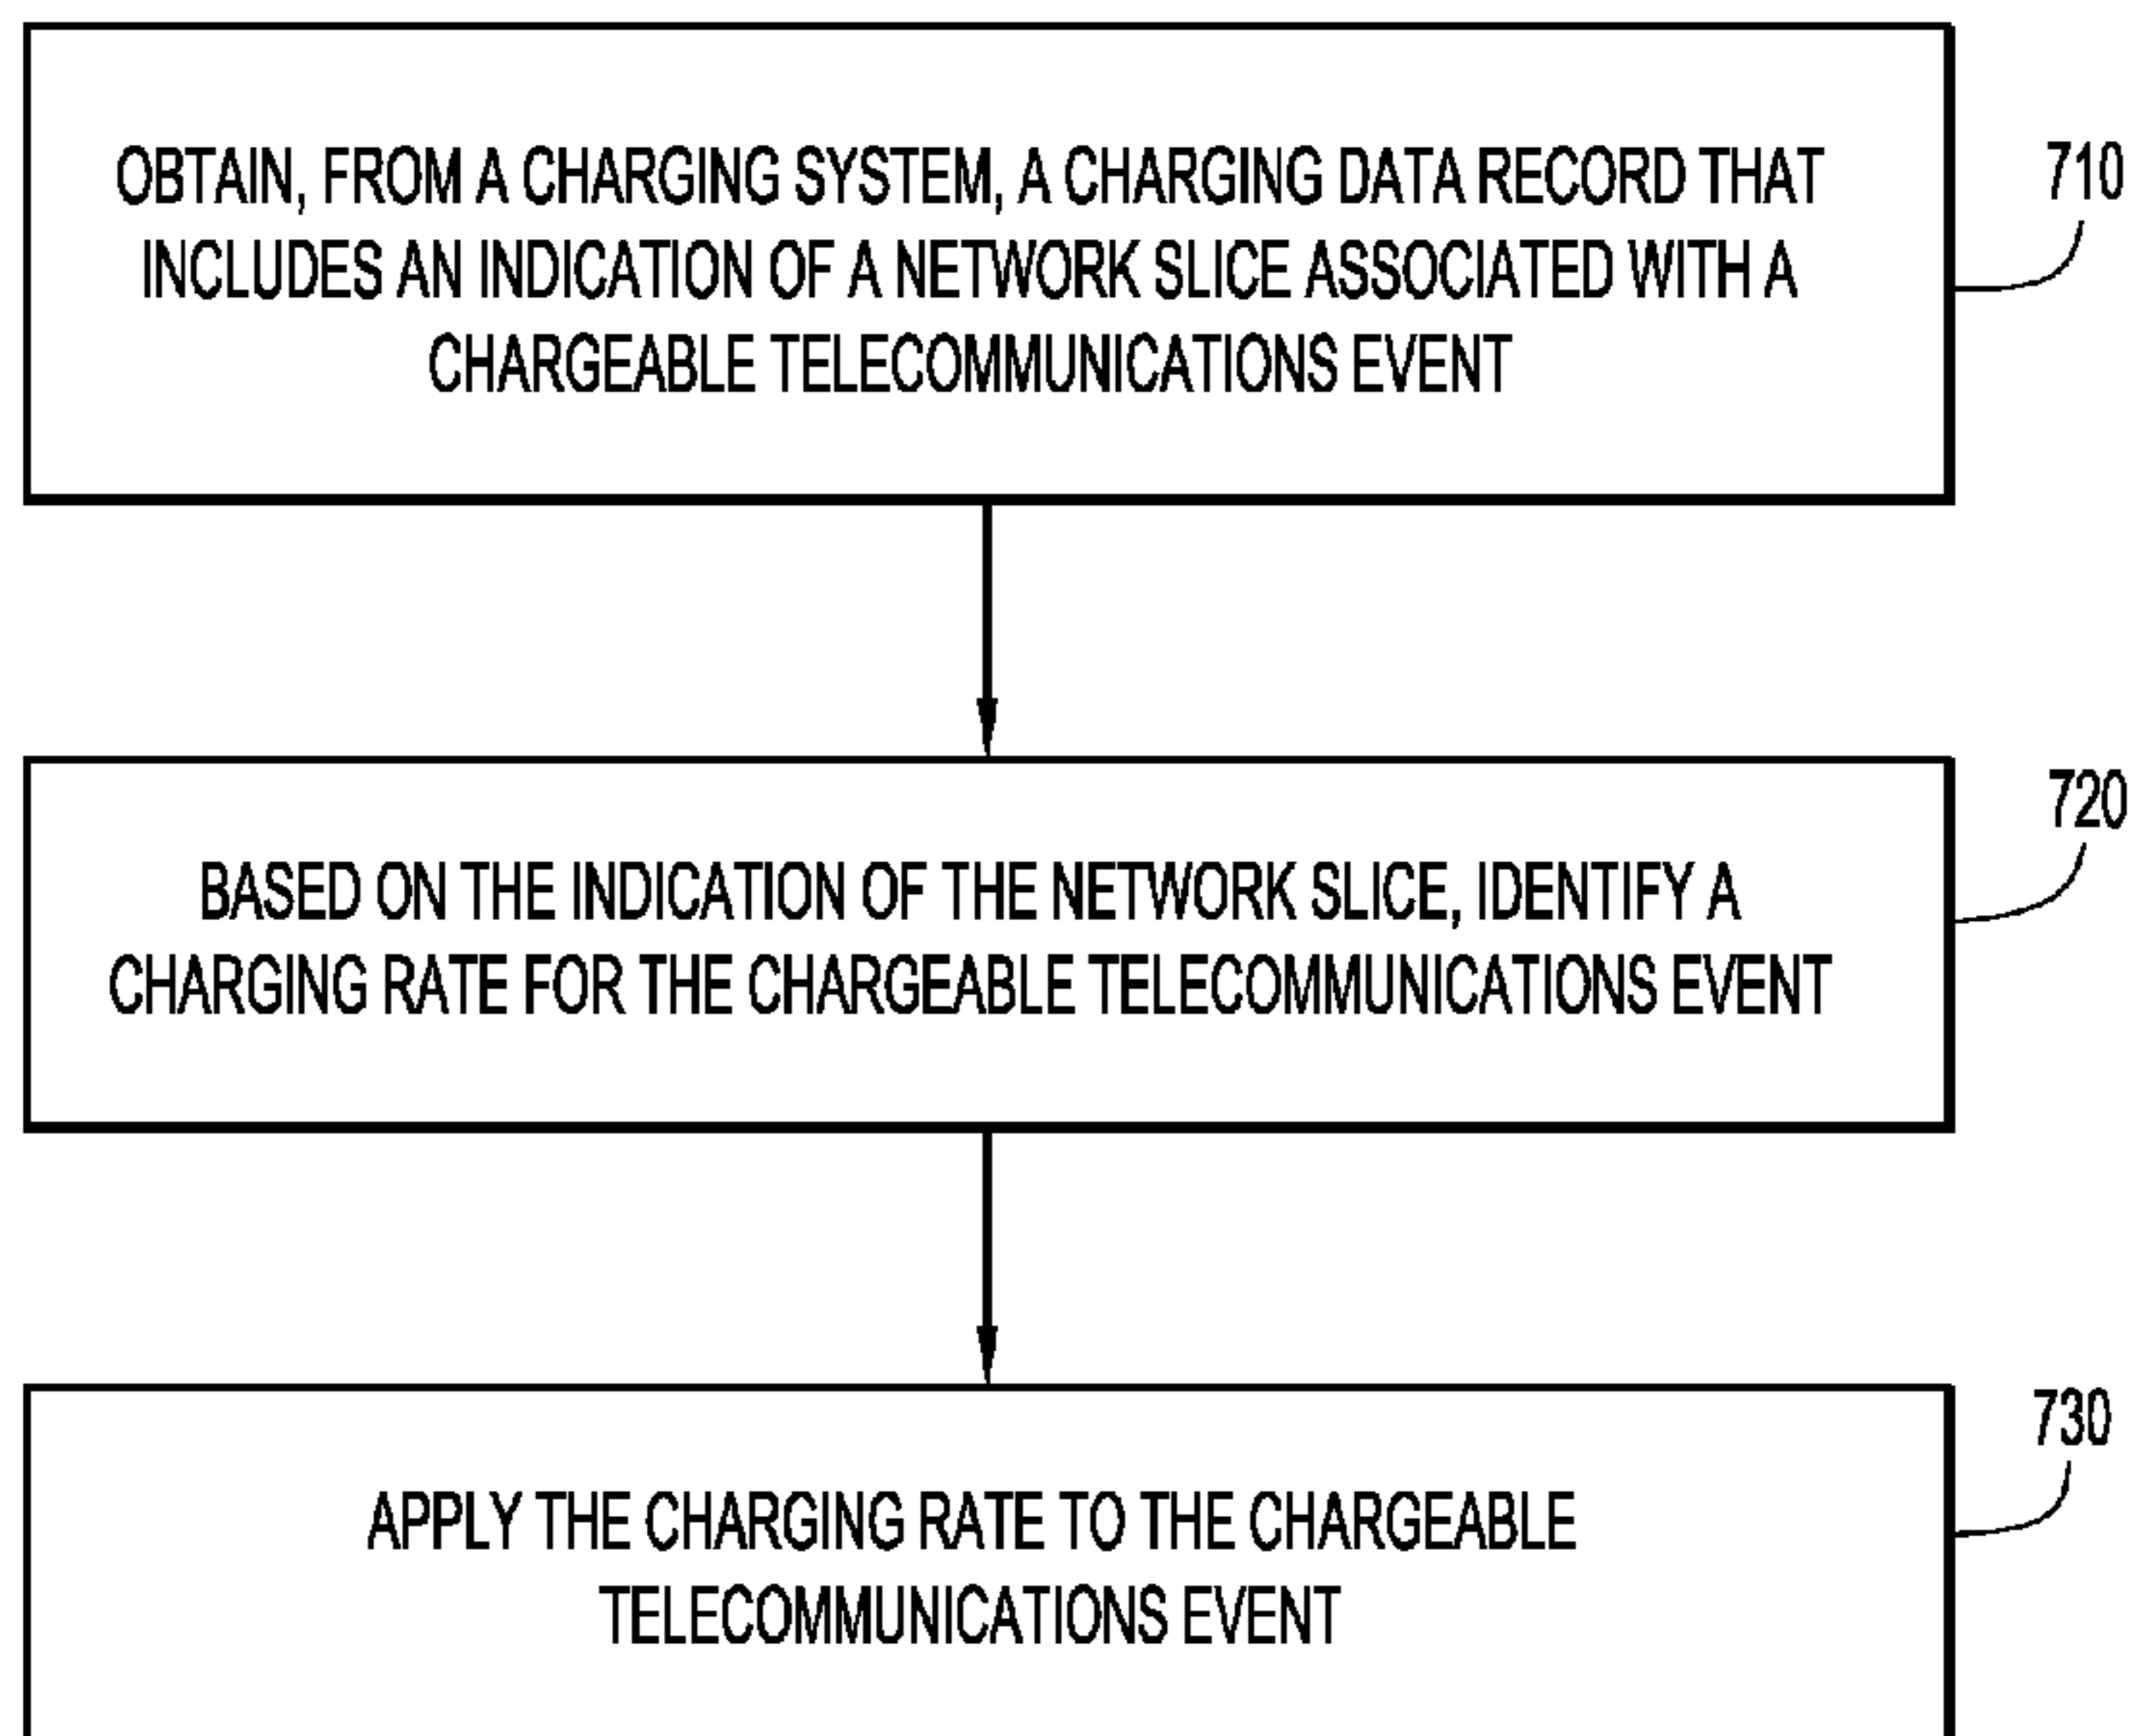 OBTAIN, FROM A CHARGING SYSTEM, A CHARGING DATA RECORD THAT
INCLUDES AN INDICATION OF A NETWORK SLICE ASSOCIATED WITH A
CHARGEABLE TELECOMMUNICATIONS EVENT
710
BASED ON THE INDICATION OF THE NETWORK SLICE, IDENTIFY A
CHARGING RATE FOR THE CHARGEABLE TELECOMMUNICATIONS EVENT
720
APPLY THE CHARGING RATE TO THE CHARGEABLE
TELECOMMUNICATIONS EVENT
730